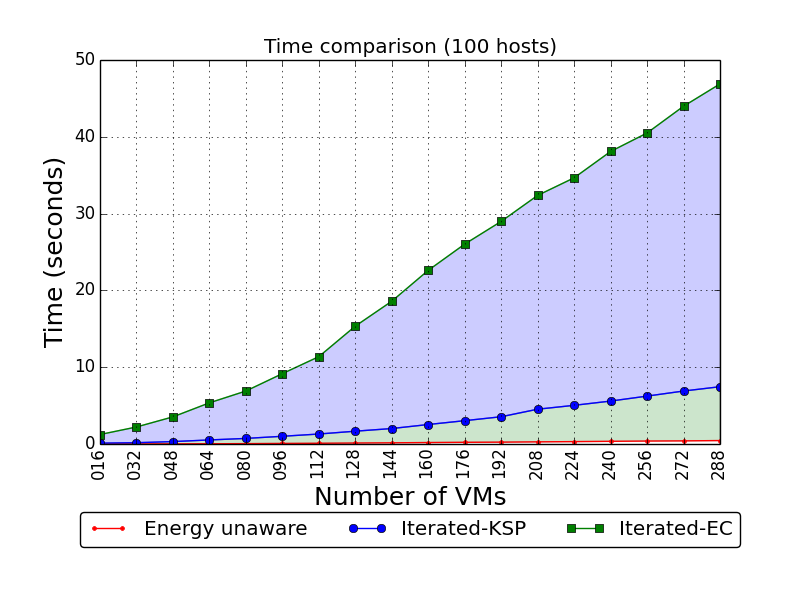 Time comparison (100 hosts)
50
40
30
20
10
0
Time (seconds)
016 032 048 064 080 096 112 128 144 160 176 192 208 224 240 256 272 288
Number of VMs
Energy unaware Iterated-KSP Iterated-EC